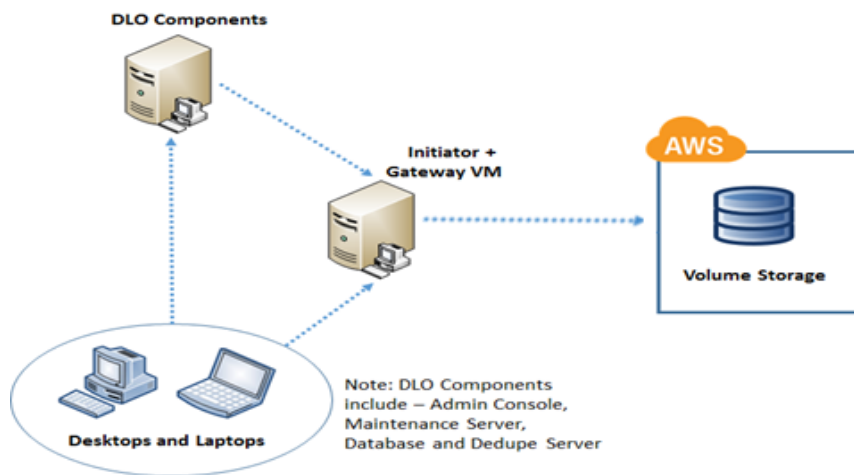 DLO Components
Initiator +
Gateway VM
AWS
Volume Storage
Desktops and Laptops
Note: DLO Components
include – Admin Console,
Maintenance Server,
Database and Dedupe Server